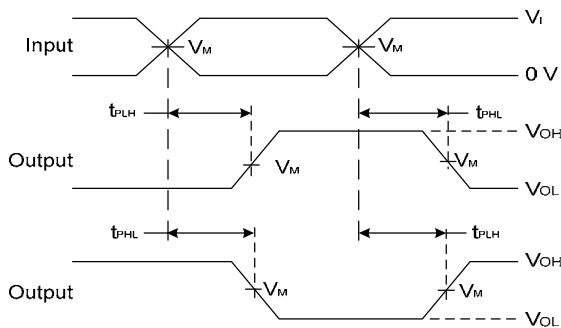 VI
Input VM VM
0 V
tPLH tPHL
VOH
Output VM VM
VOL
tPHL tPLH
VOH
Output VM VM
VOL